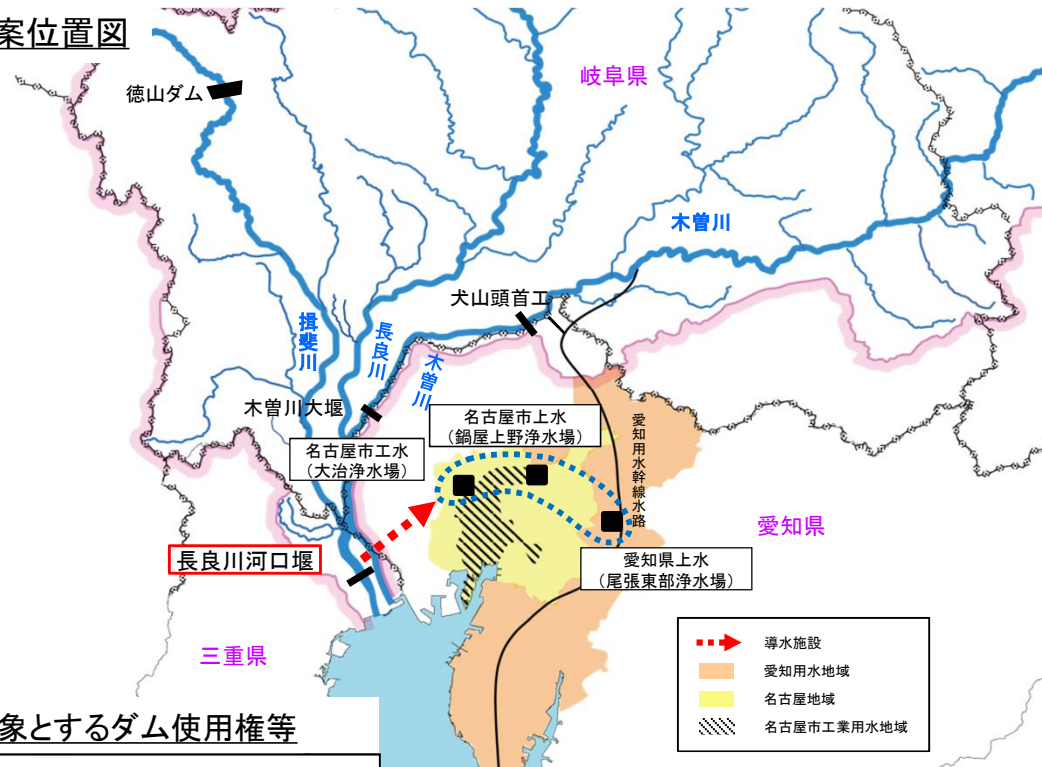 案位置図
徳山ダム
岐阜県
木曽川
犬山頭首工
揖斐川
長良川
木曽川
木曽川大堰
名古屋市上水
（鍋屋上野浄水場）
名古屋市工水
（大治浄水場）
愛知用水幹線水路
愛知県
長良川河口堰
愛知県上水
（尾張東部浄水場）
三重県
導水施設
愛知用水地域
名古屋地域
名古屋市工業用水地域
象とするダム使用権等